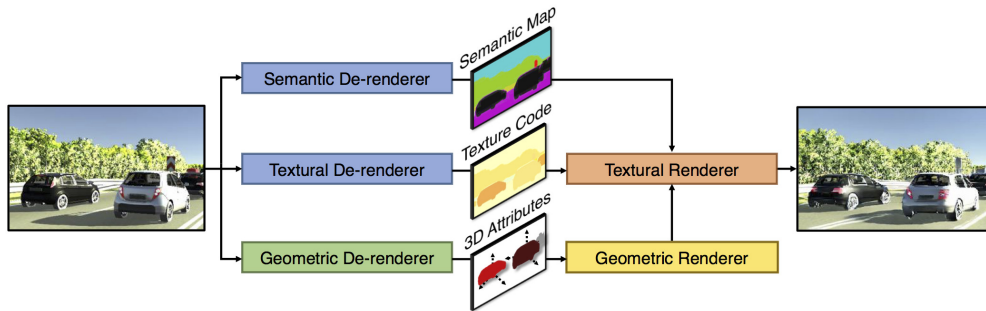 Semantic De-renderer
Semantic Map
Textural De-renderer
Texture Code
Textural Renderer
Geometric De-renderer
3D Attributes
Geometric Renderer